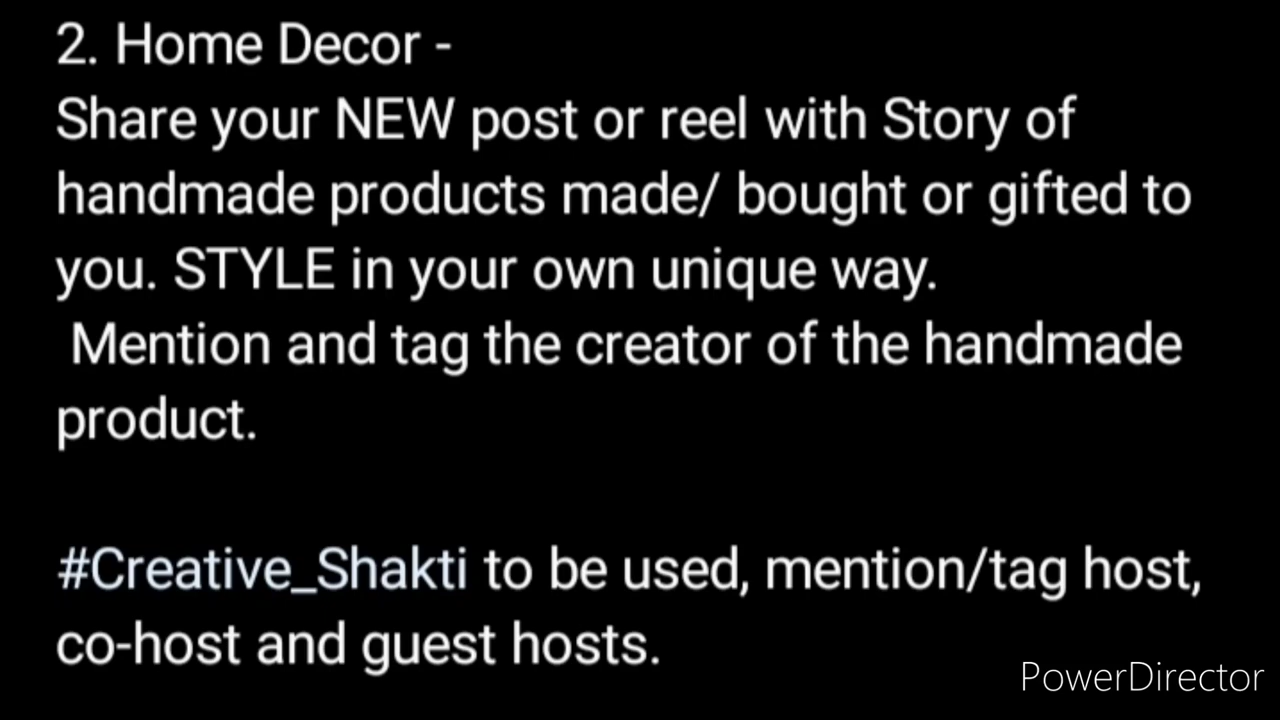 2. Home Decor -
Share your NEW post or reel with Story of
handmade products made/ bought or gifted to
you. STYLE in your own unique way.
Mention and tag the creator of the handmade
product.
#Creative_Shakti to be used, mention/tag host,
co-host and guest hosts.
PowerDirector